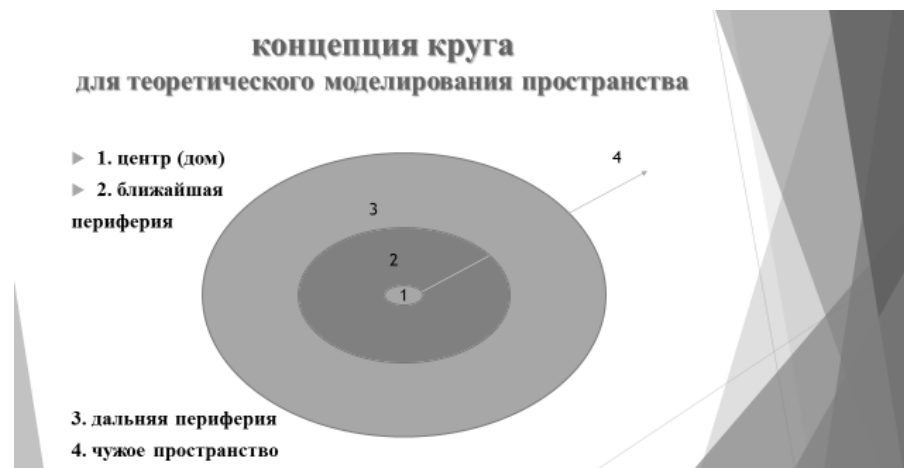 концепция круга
для теоретического моделирования пространства
1. центр (дом)
2. ближайшая
периферия
4
3
2
1
3. дальняя периферия
4. чужое пространство